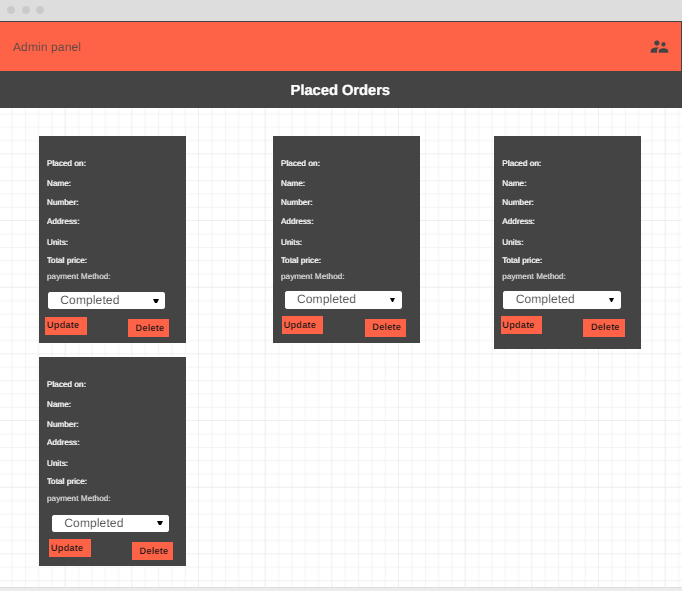 Admin panel
Placed Orders
Placed on:
Name:
Number:
Address:
Units:
Total price:
payment Method:
Completed
Update
Delete
Placed on:
Name:
Number:
Address:
Units:
Total price:
payment Method:
Completed
Update
Delete
Placed on:
Name:
Number:
Address:
Units:
Total price:
payment Method:
Completed
Update
Delete
Placed on:
Name:
Number:
Address:
Units:
Total price:
payment Method:
Completed
Update
Delete